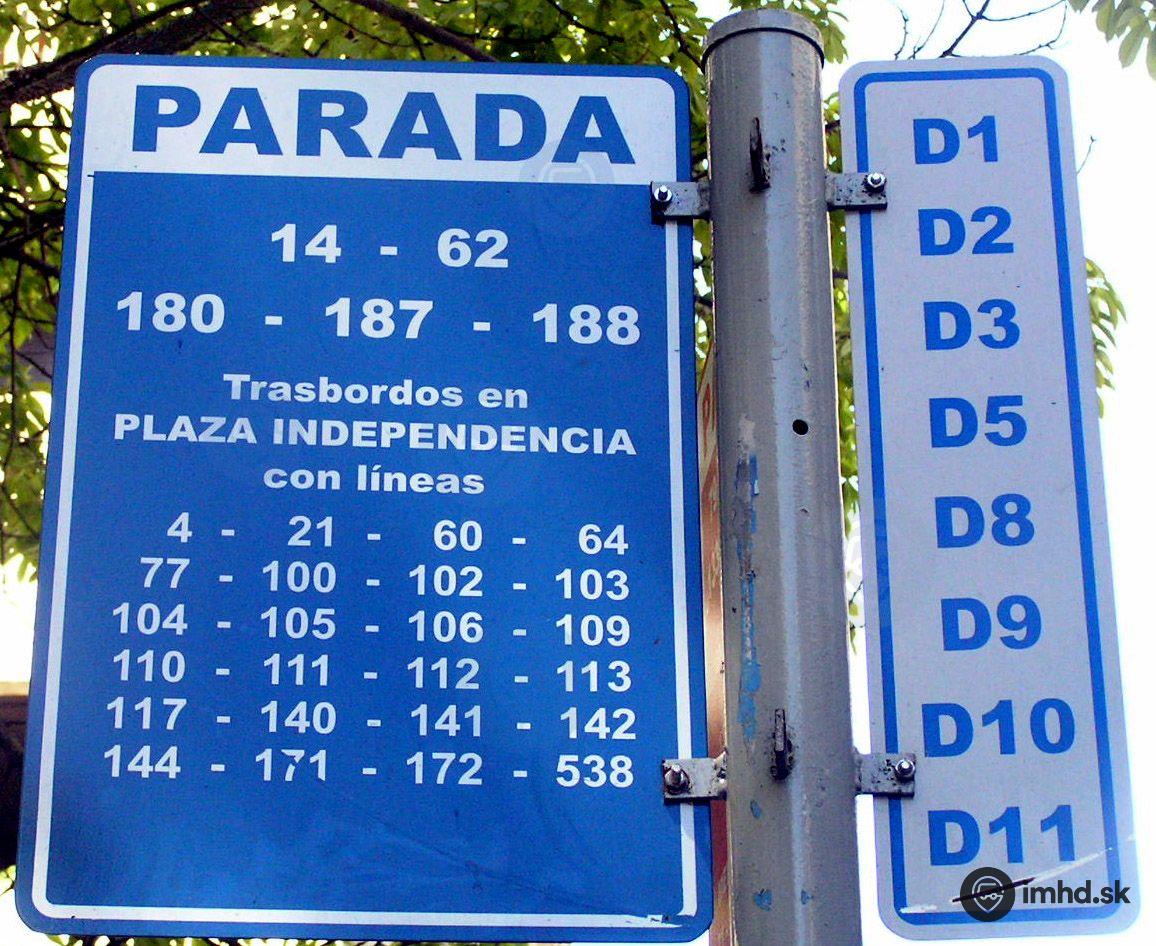 PARADA
14 - 62
180 - 187 - 188
Trasbordos en
PLAZA INDEPENDENCIA
con líneas
4 - 21 - 60 - 64
77 - 100 - 102 - 103
104 - 105 - 106 - 109
110 - 111 - 112 - 113
117 - 140 - 141 - 142
144 - 171 - 172 - 538
D1
D2
D3
D5
D8
D9
D10
D11
imhd.sk